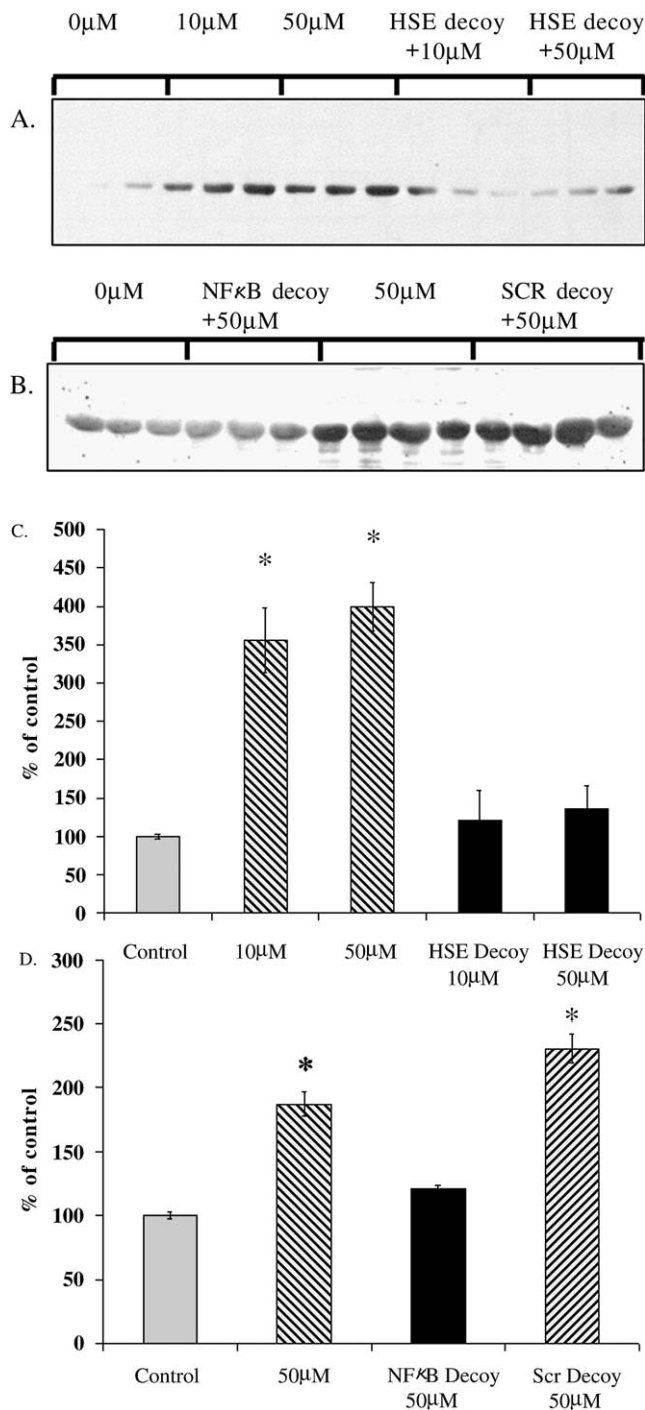 0μM 10μM 50μM HSE decoy HSE decoy
+10μM +50μM
A.
0μM NFκB decoy 50μM SCR decoy
+50μM +50μM
B.
C.
500
450
400
350
300
250
200
150
100
50
0
% of control
* *
Control 10μM 50μM HSE Decoy HSE Decoy
10μM 50μM
D.
300
250
200
150
100
50
0
% of control
* *
Control 50μM NFκB Decoy Scr Decoy
50μM 50μM